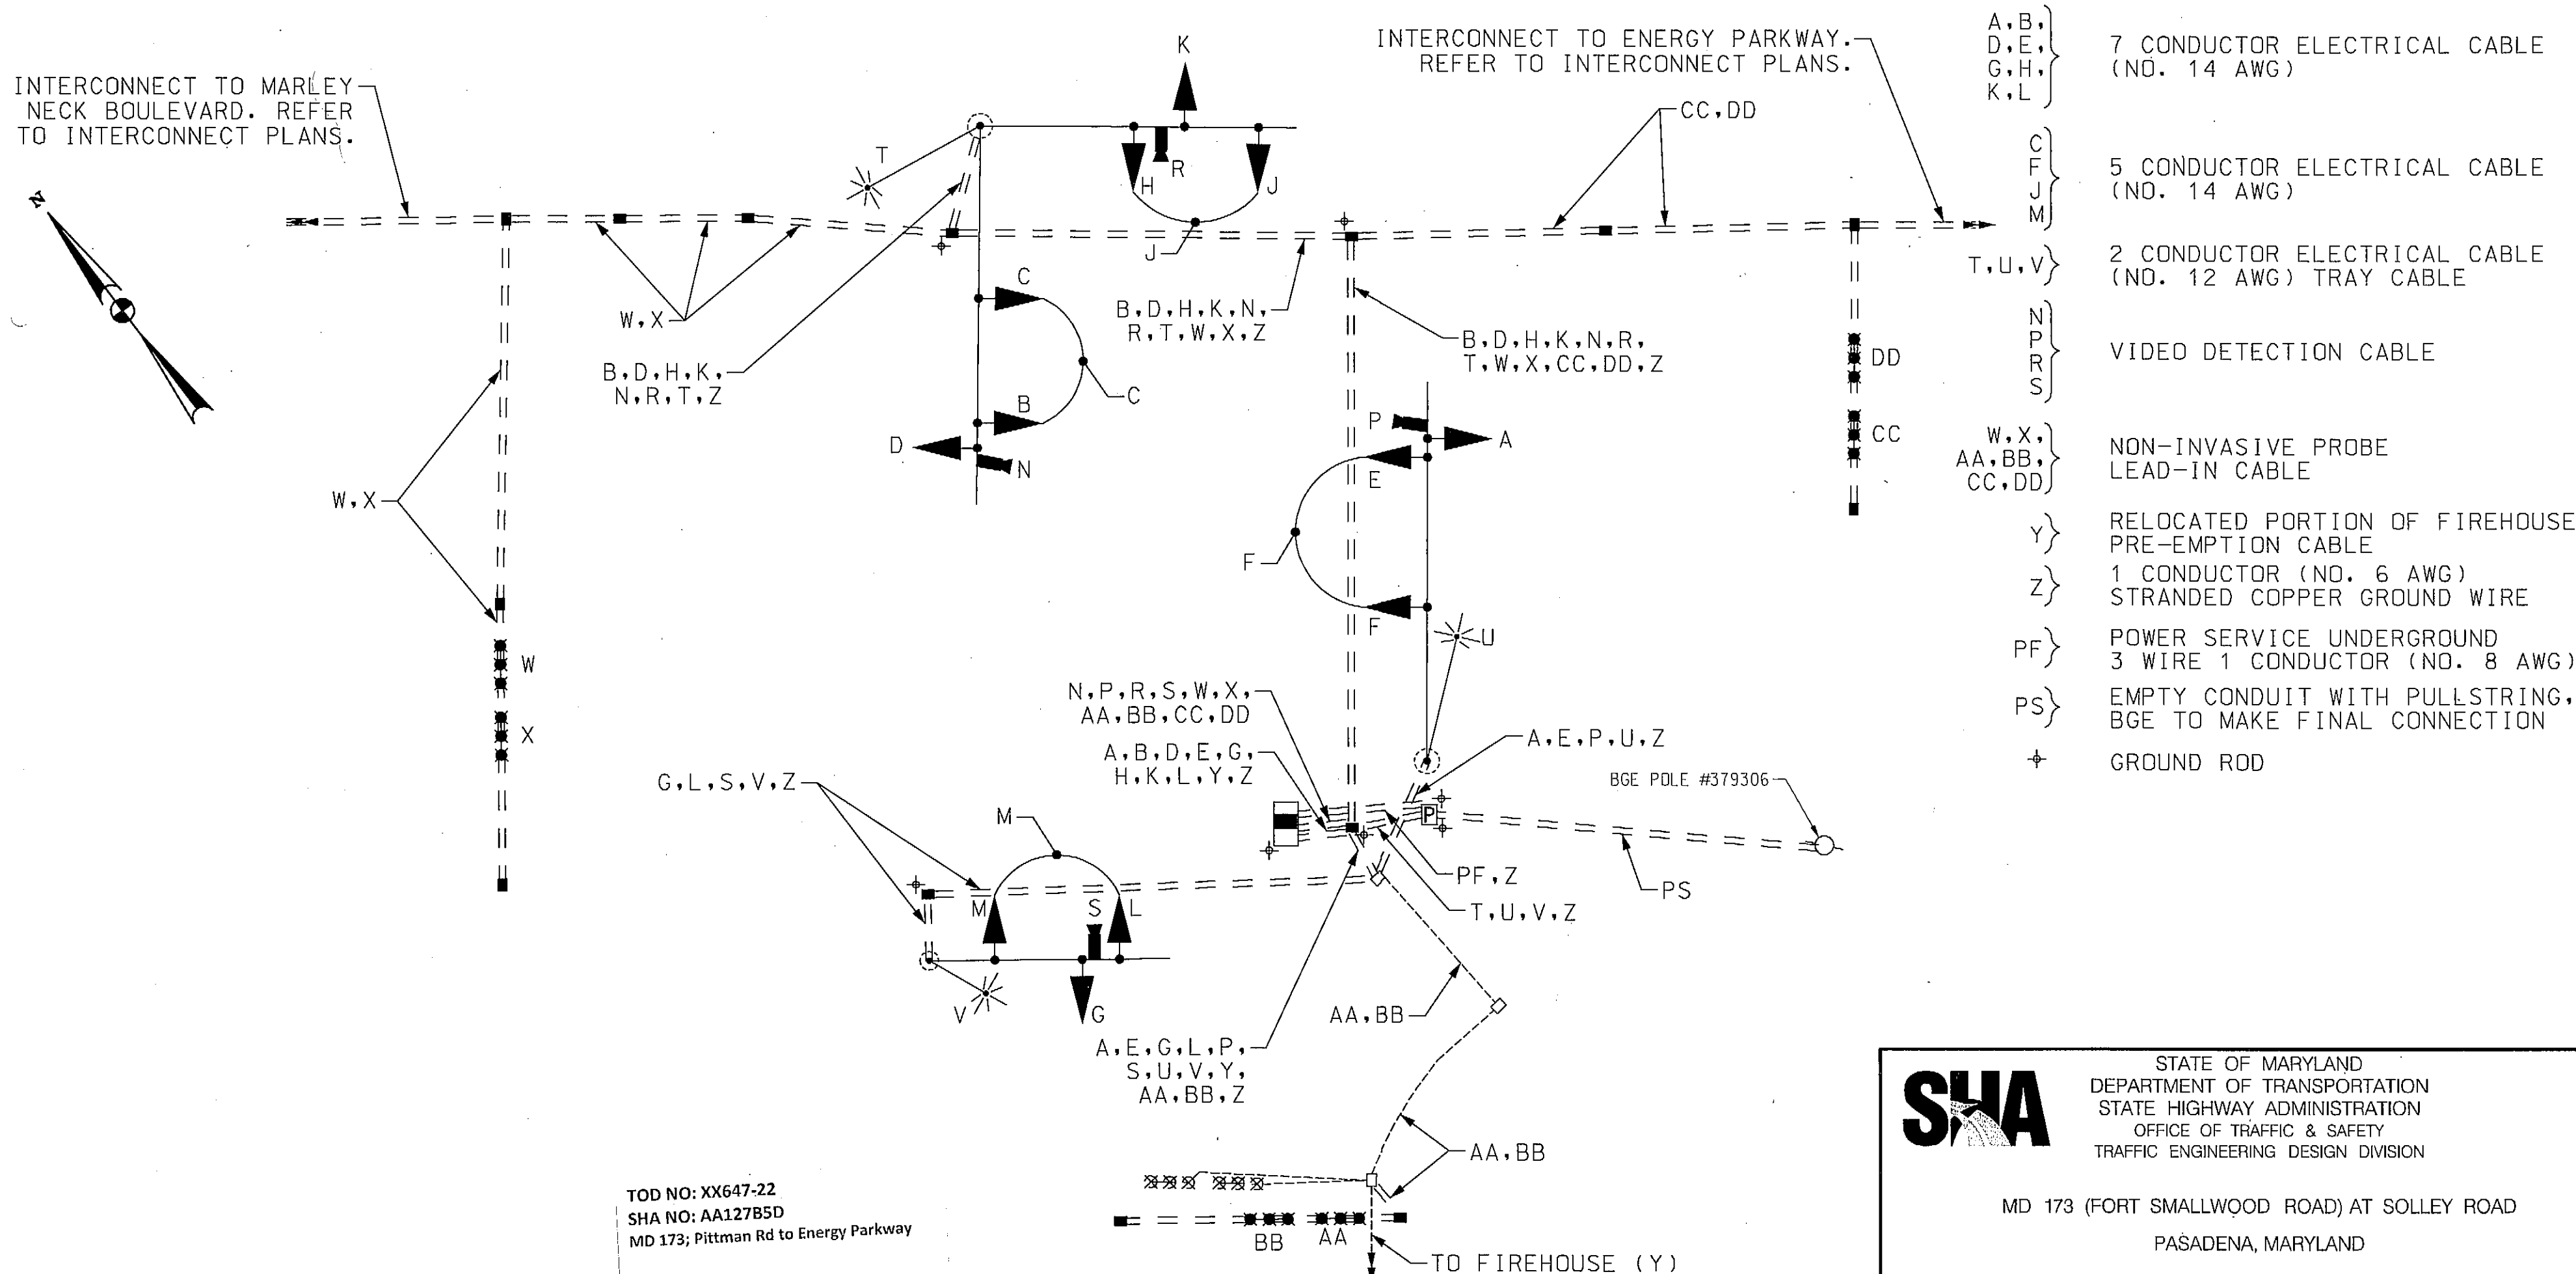 INTERCONNECT TO MARLEY
NECK BOULEVARD. REFER
TO INTERCONNECT PLANS.
N
K
INTERCONNECT TO ENERGY PARKWAY.
REFER TO INTERCONNECT PLANS.
CC,DD
T
H
R
J
J
W,X
B,D,H,K,
N,R,T,Z
C
B
C
D
N
B,D,H,K,N,
R,T,W,X,Z
B,D,H,K,N,R,
T,W,X,CC,DD,Z
DD
CC
P
A
E
F
F
U
W,X
W
X
N,P,R,S,W,X,
AA,BB,CC,DD
A,B,D,E,G,
H,K,L,Y,Z
A,E,P,U,Z
BGE POLE #379306
P
G,L,S,V,Z
M
M
S
L
V
G
PF,Z
T,U,V,Z
PS
AA,BB
A,E,G,L,P,
S,U,V,Y,
AA,BB,Z
AA,BB
BB
AA
TO FIREHOUSE (Y)
A,B,
D,E,
G,H,
K,L
7 CONDUCTOR ELECTRICAL CABLE
(NO. 14 AWG)
C
F
J
M
5 CONDUCTOR ELECTRICAL CABLE
(NO. 14 AWG)
T,U,V
2 CONDUCTOR ELECTRICAL CABLE
(NO. 12 AWG) TRAY CABLE
N
P
R
S
VIDEO DETECTION CABLE
W,X,
AA,BB,
CC,DD
NON-INVASIVE PROBE
LEAD-IN CABLE
Y
RELOCATED PORTION OF FIREHOUSE
PRE-EMPTION CABLE
Z
1 CONDUCTOR (NO. 6 AWG)
STRANDED COPPER GROUND WIRE
PF
POWER SERVICE UNDERGROUND
3 WIRE 1 CONDUCTOR (NO. 8 AWG)
PS
EMPTY CONDUIT WITH PULLSTRING,
BGE TO MAKE FINAL CONNECTION
GROUND ROD
TOD NO: XX647-22
SHA NO: AA127B5D
MD 173; Pittman Rd to Energy Parkway
SHA
STATE OF MARYLAND
DEPARTMENT OF TRANSPORTATION
STATE HIGHWAY ADMINISTRATION
OFFICE OF TRAFFIC & SAFETY
TRAFFIC ENGINEERING DESIGN DIVISION
MD 173 (FORT SMALLWOOD ROAD) AT SOLLEY ROAD
PASADENA, MARYLAND